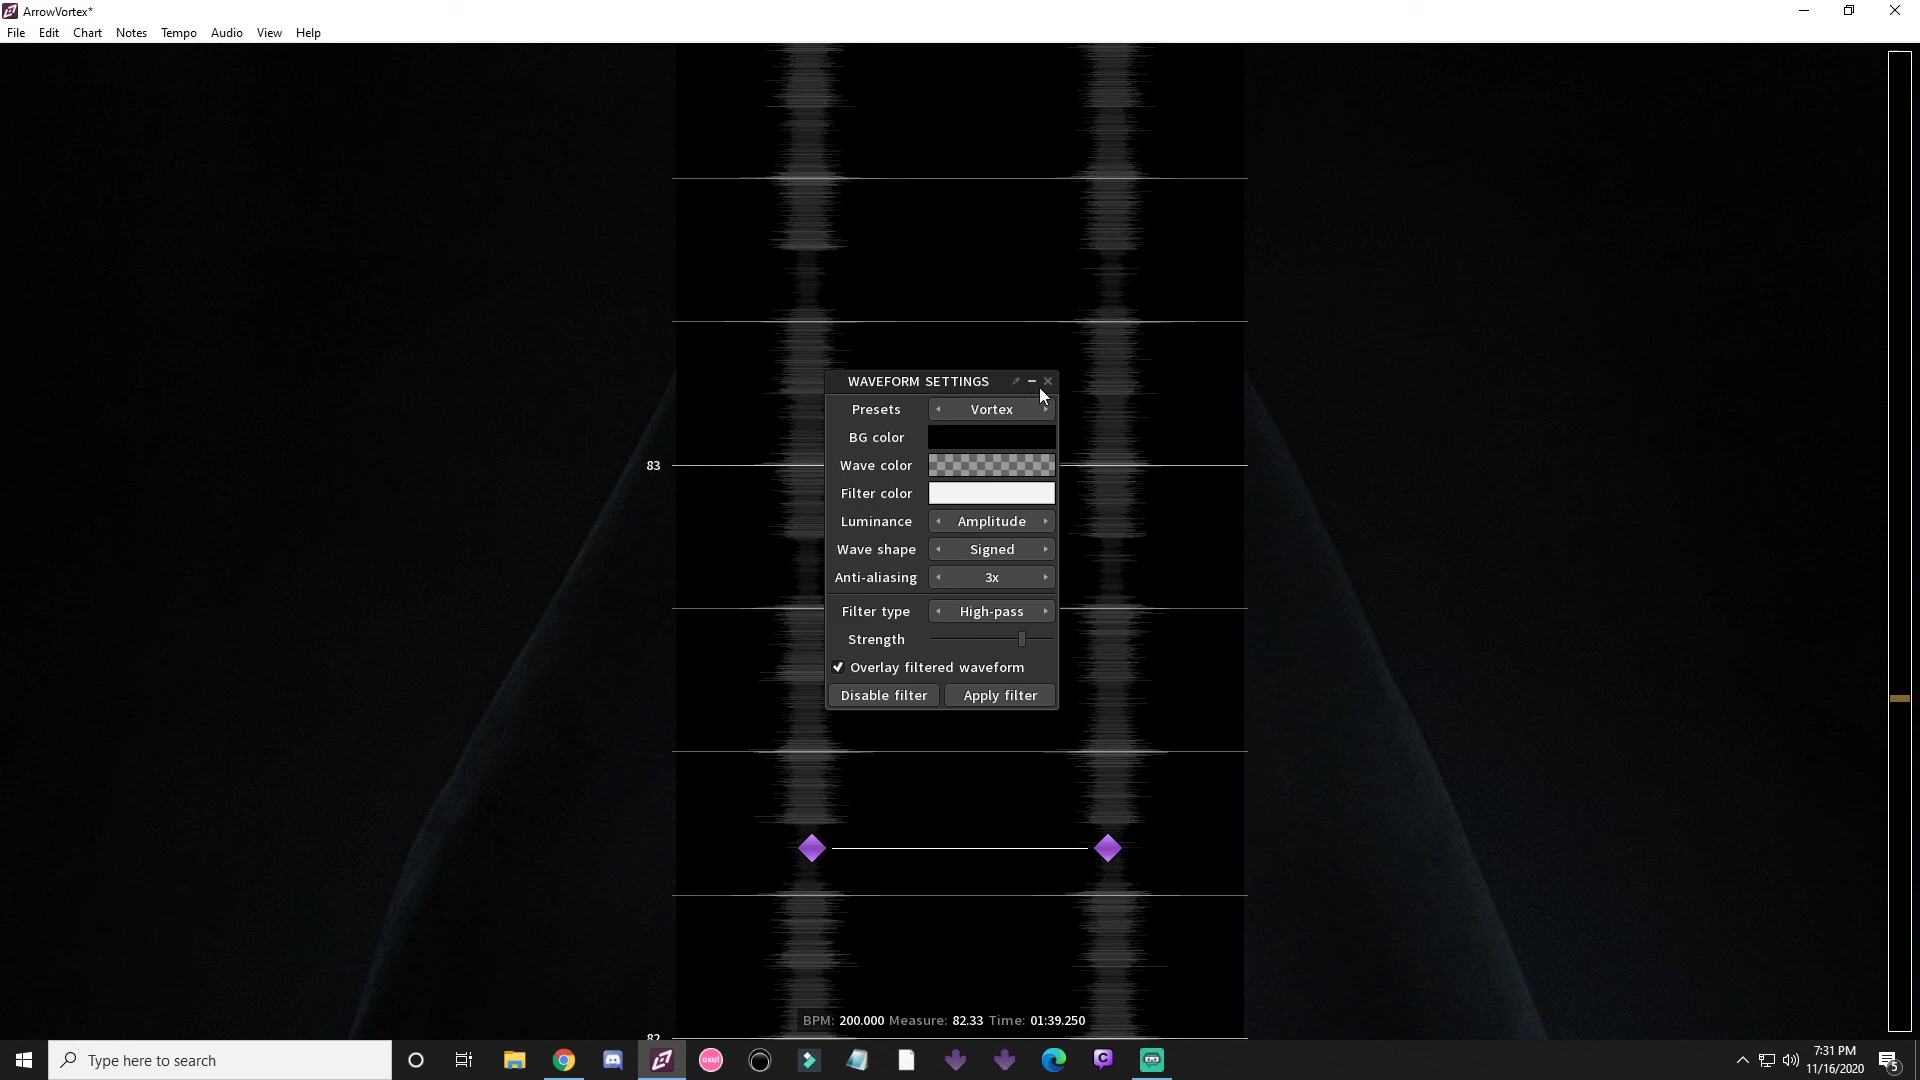 ArrowVortex*
File Edit Chart Notes Tempo Audio View Help
WAVEFORM SETTINGS
Presets Vortex
BG color
83
Wave color
Filter color
Luminance Amplitude
Wave shape Signed
Anti-aliasing 3x
Filter type High-pass
Strength
Overlay filtered waveform
Disable filter Apply filter
BPM: 200.000 Measure: 82.33 Time: 01:39.250
82
Type here to search
osu!
C
7:31 PM
11/16/2020
5